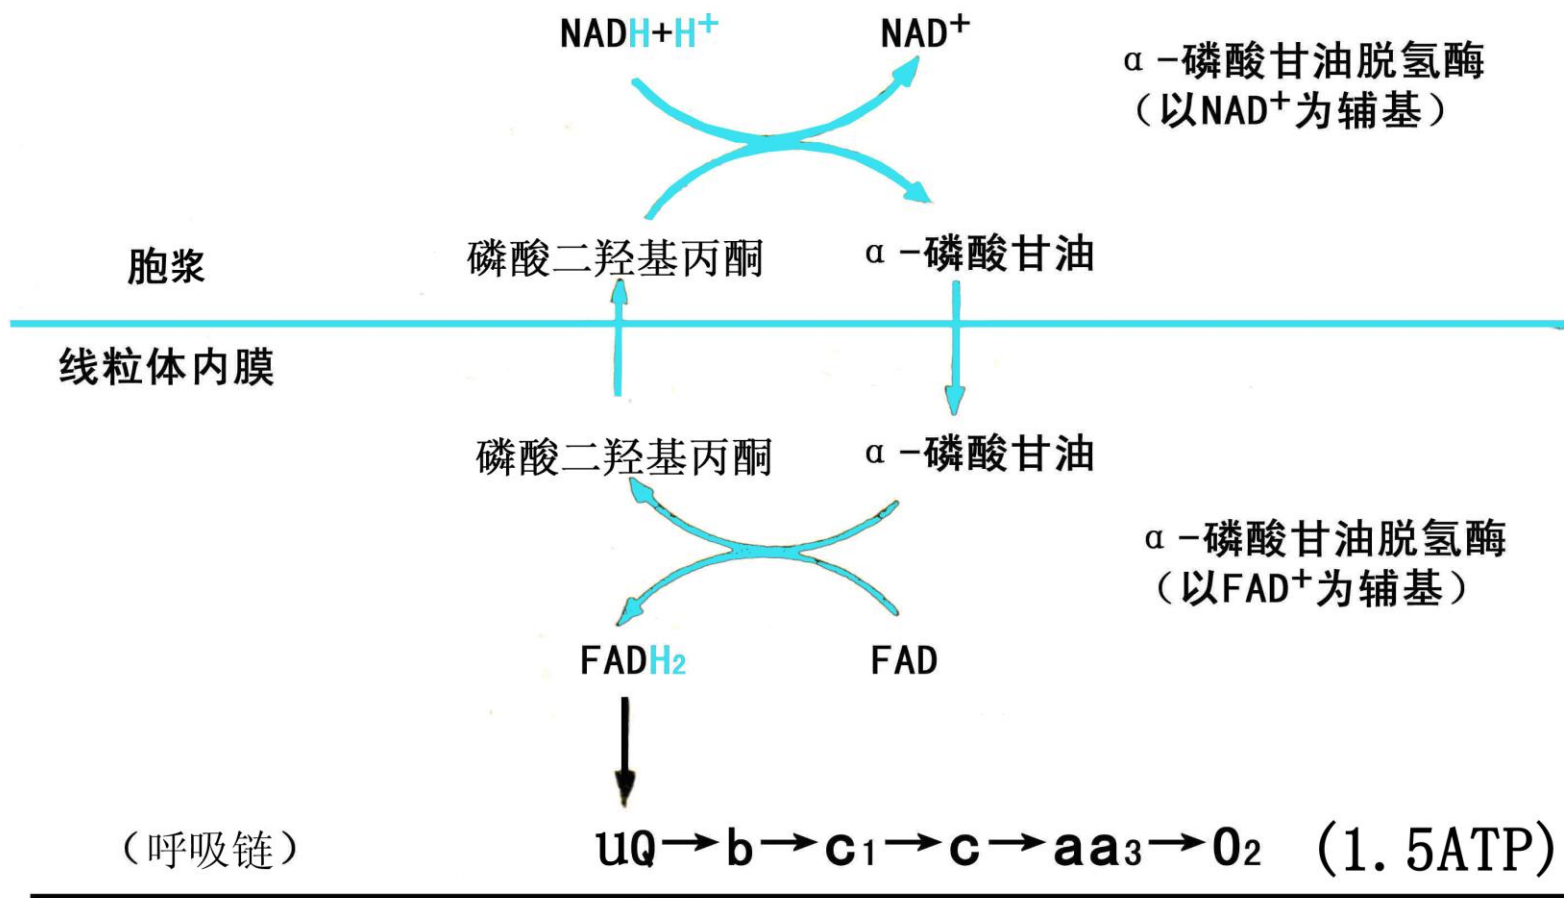 NADH+H⁺
NAD⁺
α-磷酸甘油脱氢酶
（以NAD⁺为辅基）
胞浆
磷酸二羟基丙酮
α-磷酸甘油
线粒体内膜
磷酸二羟基丙酮
α-磷酸甘油
α-磷酸甘油脱氢酶
（以FAD⁺为辅基）
FADH₂
FAD
（呼吸链）
uQ→b→c₁→c→aa₃→O₂ (1.5ATP)